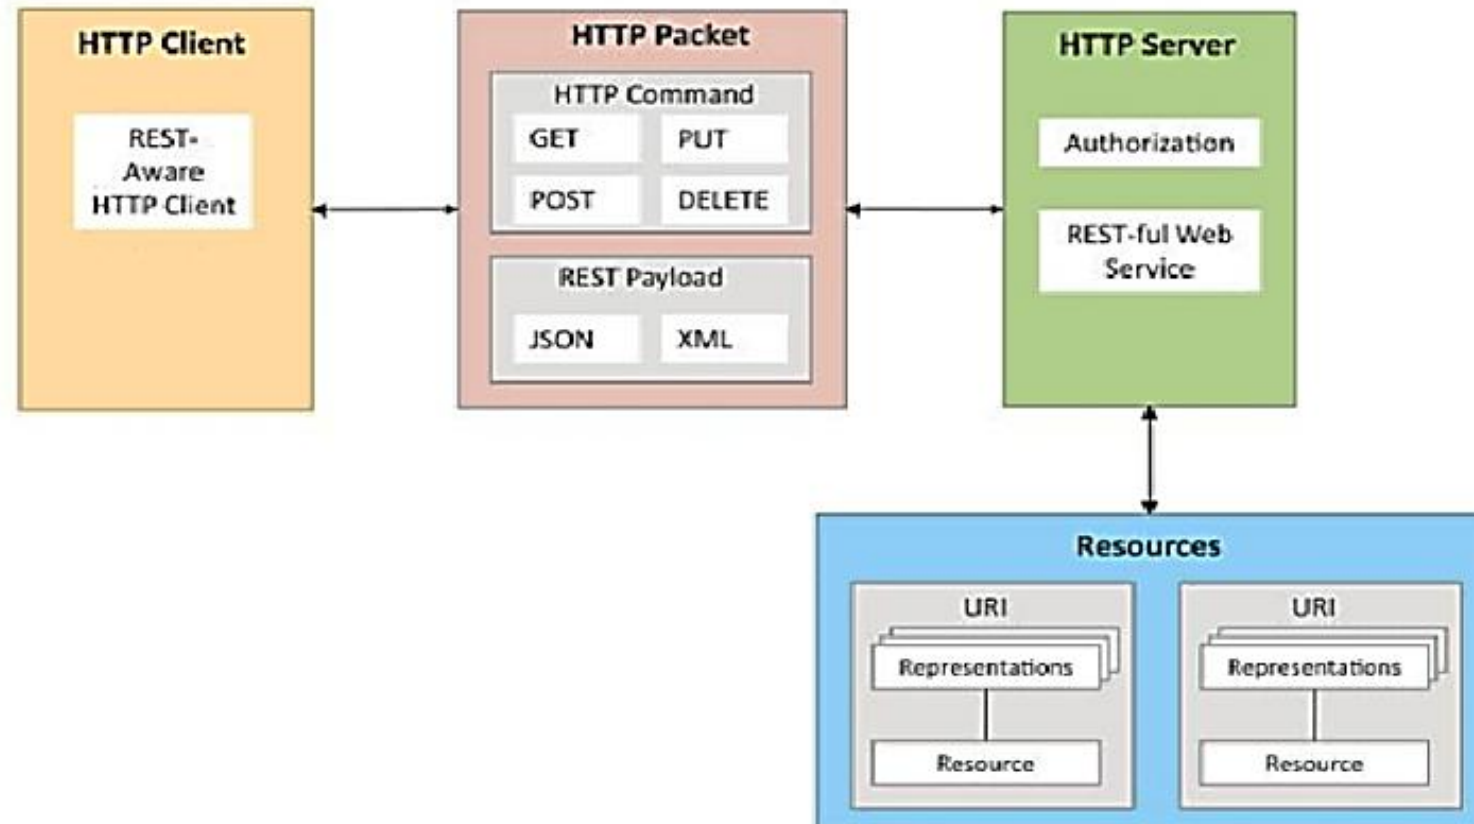 HTTP Client
REST-
Aware
HTTP Client
HTTP Packet
HTTP Command
GET
PUT
POST
DELETE
REST Payload
JSON
XML
HTTP Server
Authorization
REST-ful Web
Service
Resources
URI
Representations
Resource
URI
Representations
Resource